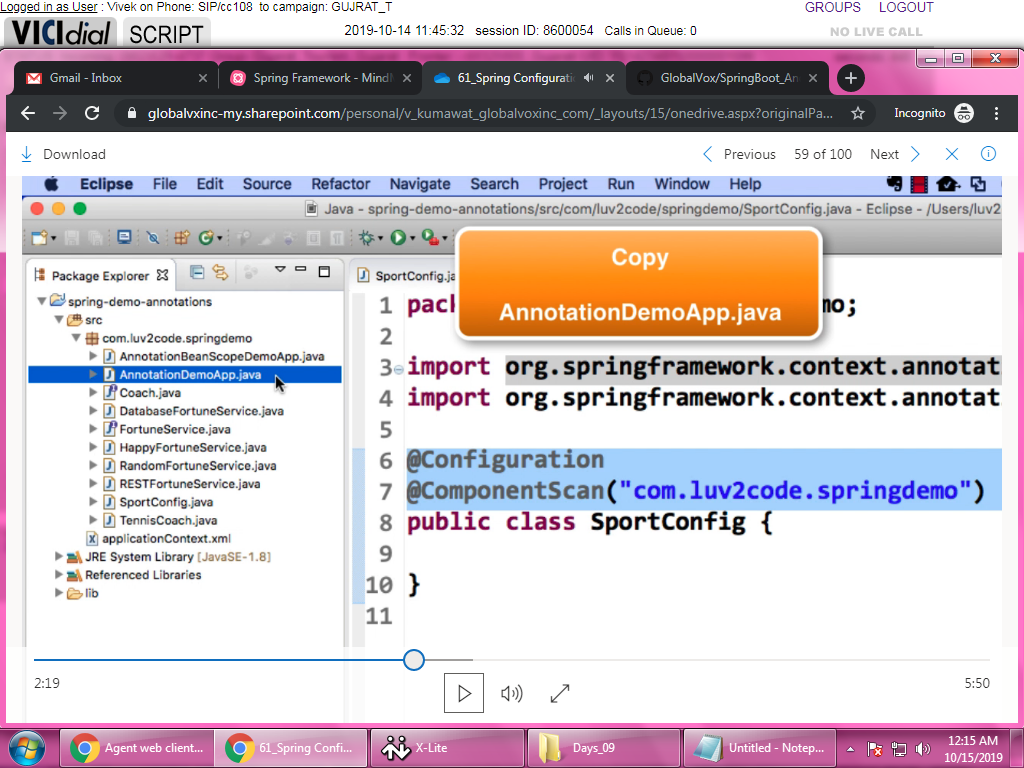 Logged in as User : Vivek on Phone: SIP/cc108 to campaign: GUJRAT_T
GROUPS LOGOUT
VICIdial SCRIPT
2019-10-14 11:45:32 session ID: 8600054 Calls in Queue: 0
NO LIVE CALL
Gmail - Inbox
Spring Framework - Mind
61_Spring Configurati
GlobalVox/SpringBoot_An
globalvxinc-my.sharepoint.com/personal/v_kumawat_globalvoxinc_com/_layouts/15/onedrive.aspx?originalPa...
Incognito
Download
Previous 59 of 100 Next
Eclipse File Edit Source Refactor Navigate Search Project Run Window Help
Java - spring-demo-annotations/src/com/luv2code/springdemo/SportConfig.java - Eclipse - /Users/luv2
Package Explorer
SportConfig.ja
Copy
AnnotationDemoApp.java
spring-demo-annotations
src
com.luv2code.springdemo
AnnotationBeanScopeDemoApp.java
AnnotationDemoApp.java
Coach.java
DatabaseFortuneService.java
FortuneService.java
HappyFortuneService.java
RandomFortuneService.java
RESTFortuneService.java
SportConfig.java
TennisCoach.java
applicationContext.xml
JRE System Library [JavaSE-1.8]
Referenced Libraries
lib
1 pack mo;
2
3 import org.springframework.context.annotat
4 import org.springframework.context.annotat
5
6 @Configuration
7 @ComponentScan("com.luv2code.springdemo")
8 public class SportConfig {
9
10 }
11
2:19
5:50
Agent web client...
61_Spring Confi...
X-Lite
Days_09
Untitled - Notep...
12:15 AM
10/15/2019